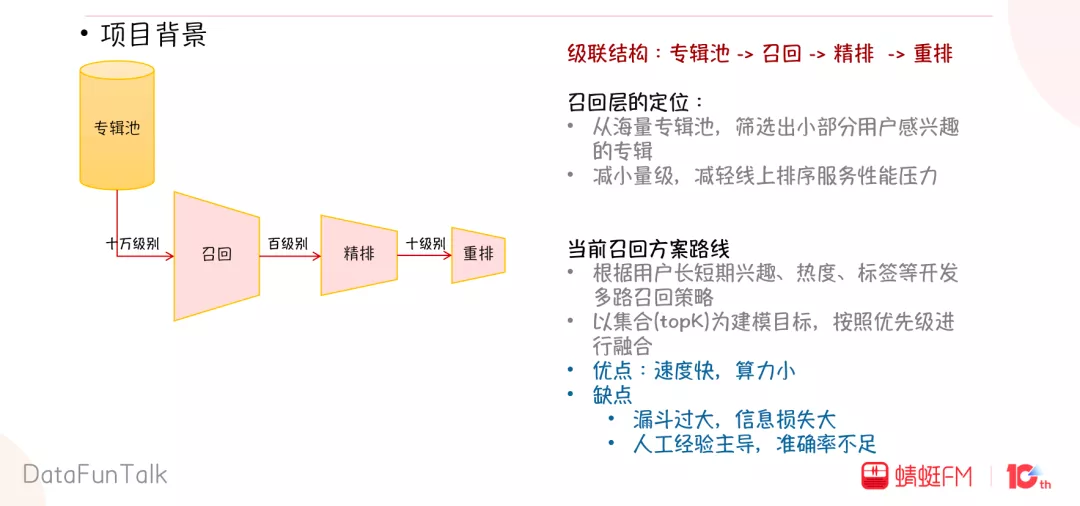 • 项目背景
专辑池
十万级别
召回
百级别
精排
十级别
重排
级联结构：专辑池 -> 召回 -> 精排 -> 重排
召回层的定位：
• 从海量专辑池，筛选出小部分用户感兴趣
的专辑
• 减小量级，减轻线上排序服务性能压力
当前召回方案路线
• 根据用户长短期兴趣、热度、标签等开发
多路召回策略
• 以集合(topK)为建模目标，按照优先级进
行融合
• 优点：速度快，算力小
• 缺点
• 漏斗过大，信息损失大
• 人工经验主导，准确率不足
DataFunTalk
蜻蜓FM
10th